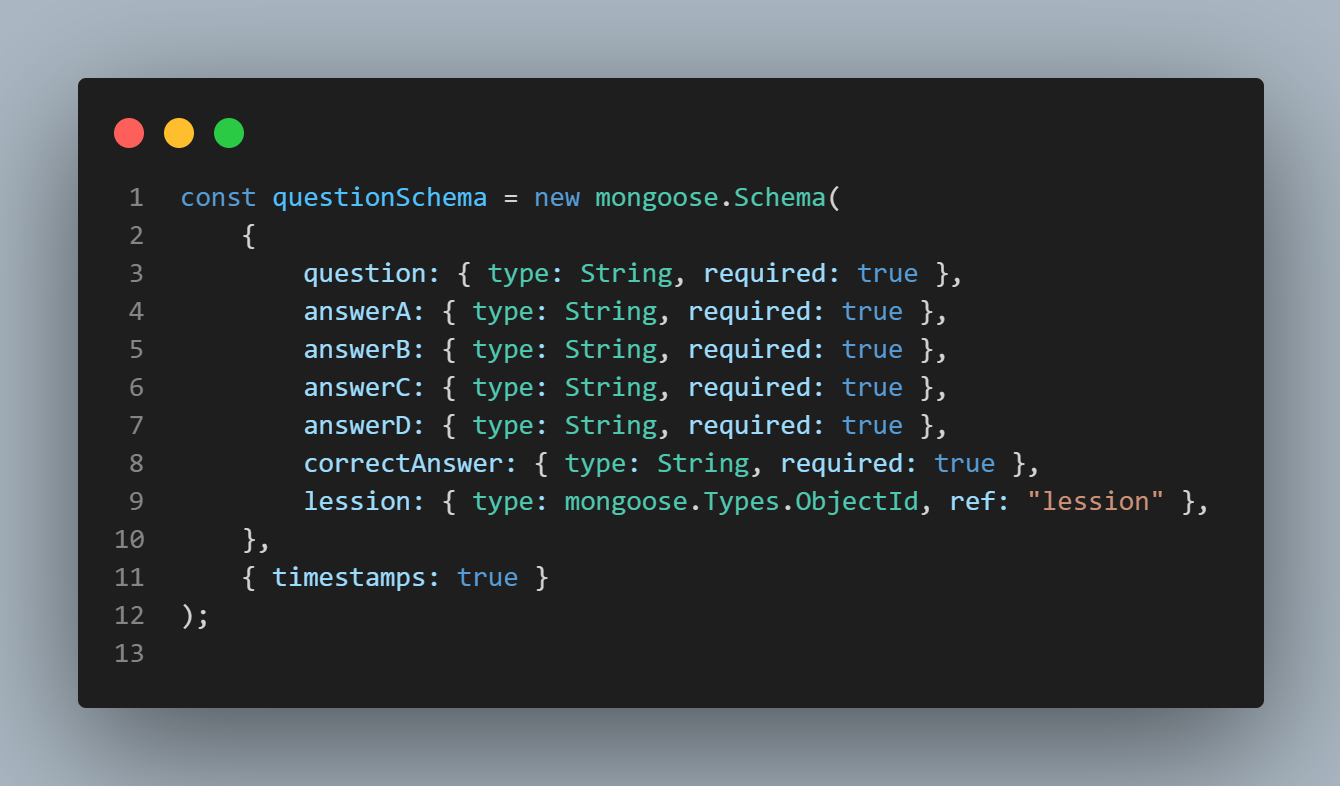 1 const questionSchema = new mongoose.Schema(
2     {
3         question: { type: String, required: true },
4         answerA: { type: String, required: true },
5         answerB: { type: String, required: true },
6         answerC: { type: String, required: true },
7         answerD: { type: String, required: true },
8         correctAnswer: { type: String, required: true },
9         lession: { type: mongoose.Types.ObjectId, ref: "lession" },
10     },
11     { timestamps: true }
12 );
13